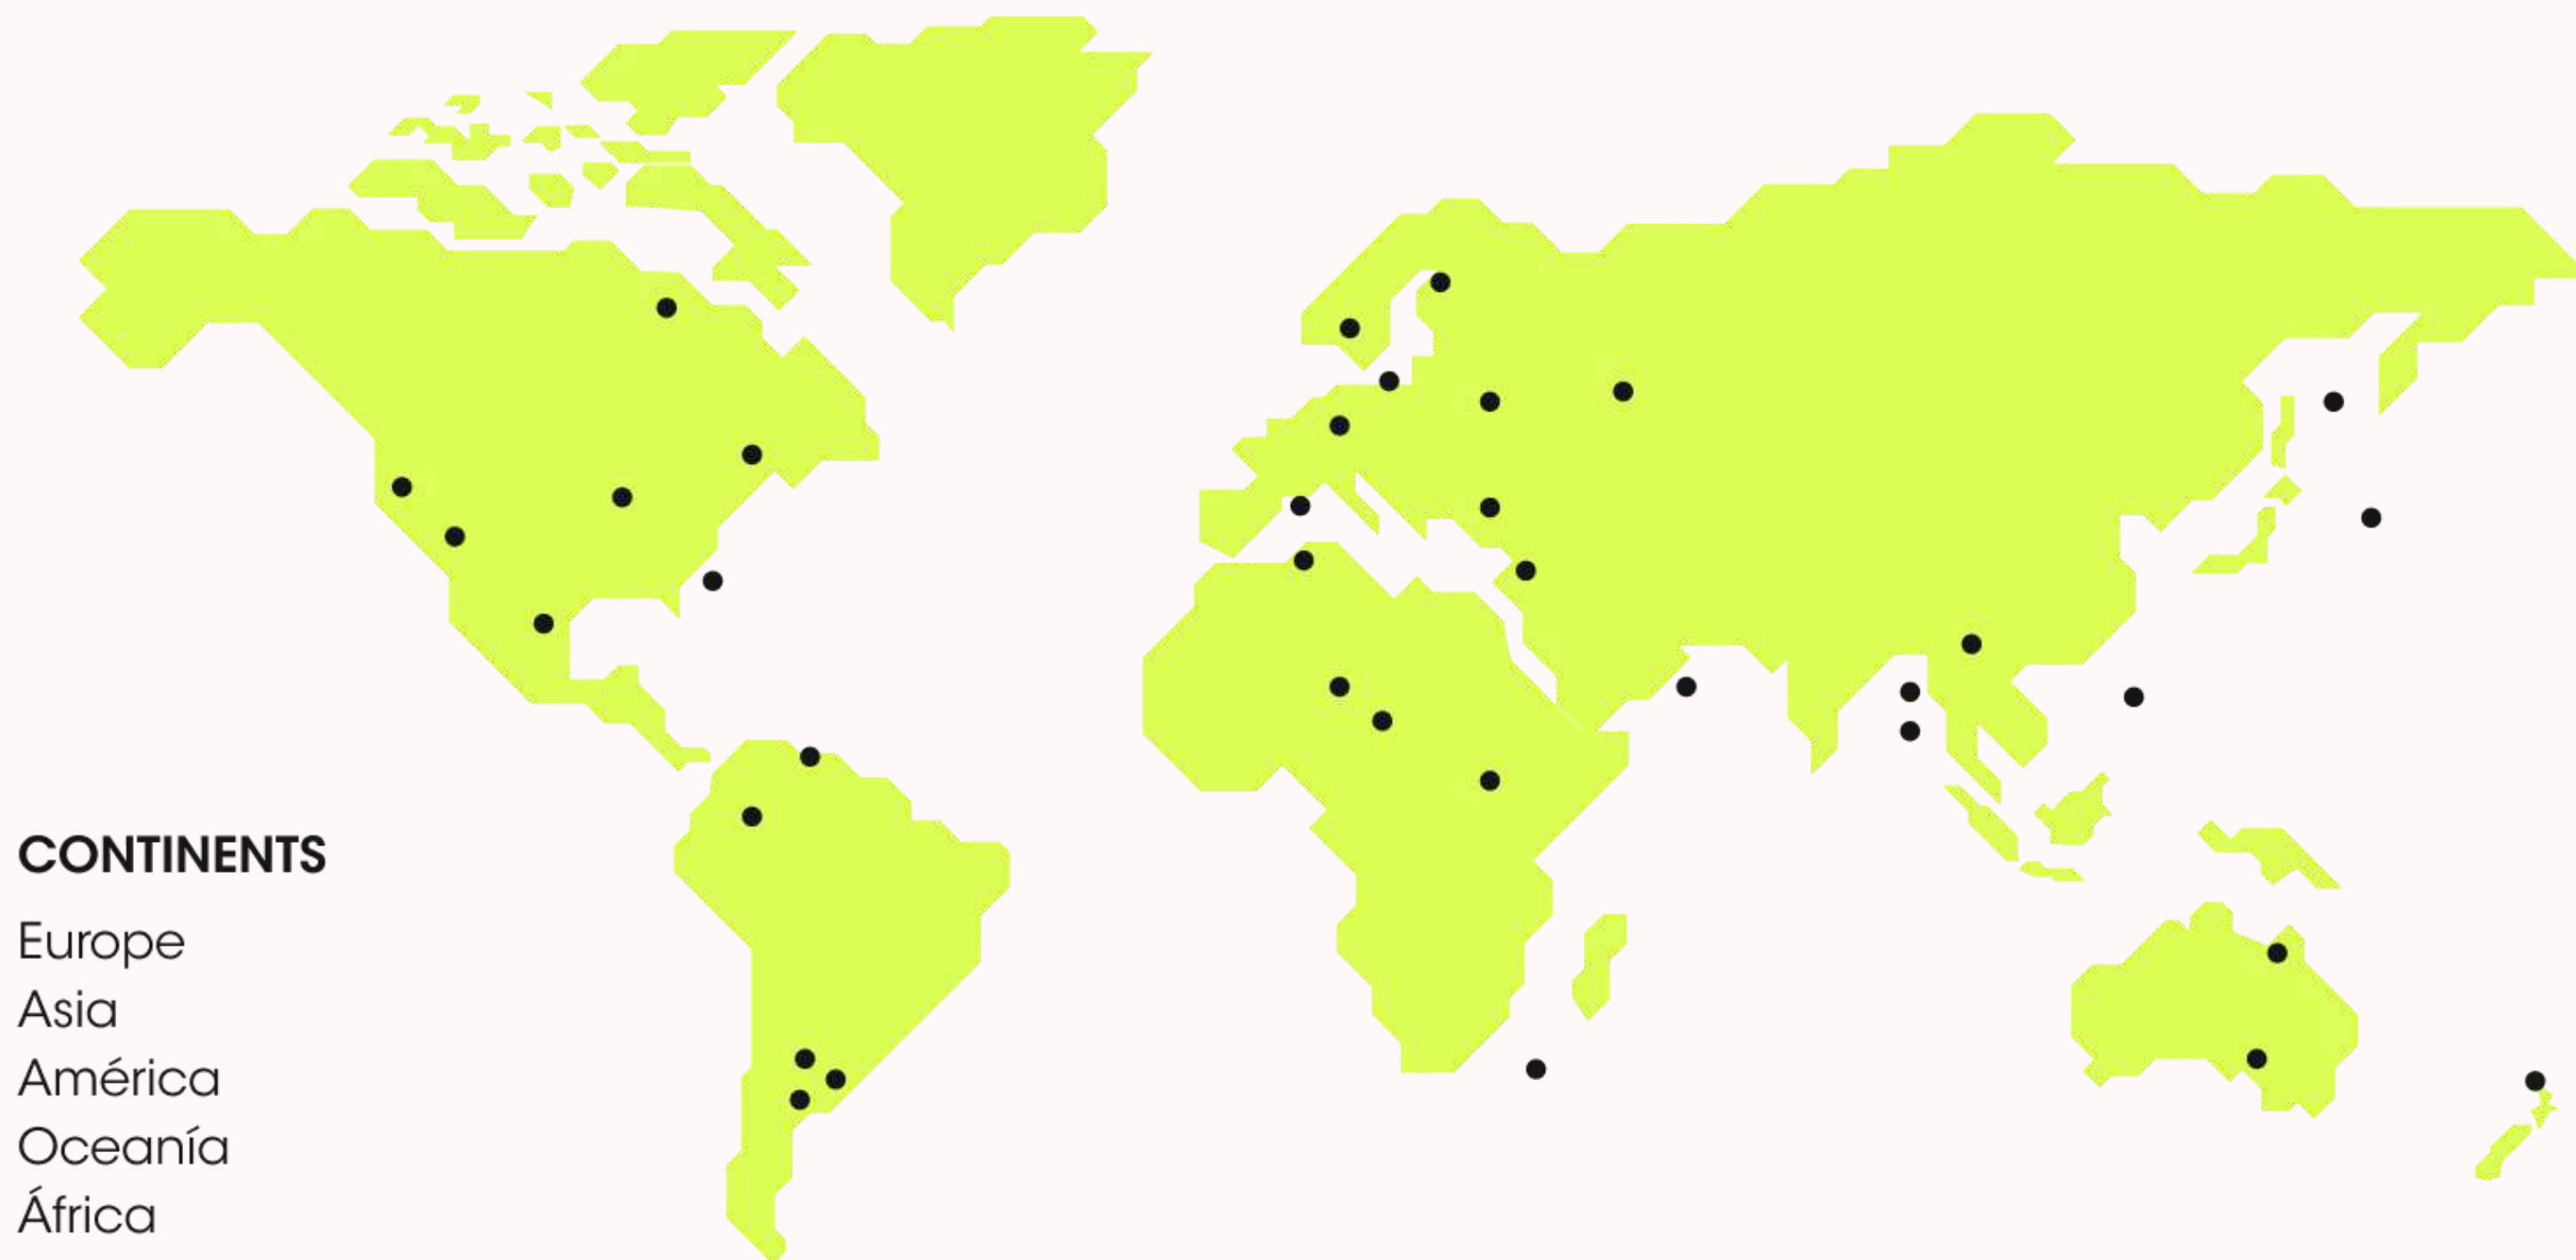 CONTINENTS
Europe
Asia
América
Oceanía
África